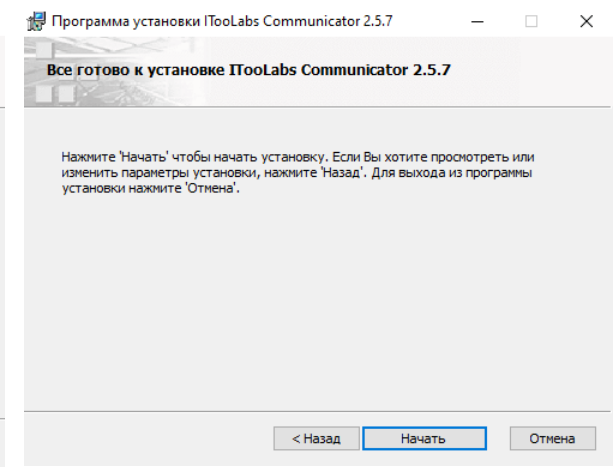 Программа установки ITooLabs Communicator 2.5.7
Все готово к установке ITooLabs Communicator 2.5.7
Нажмите 'Начать' чтобы начать установку. Если Вы хотите просмотреть или
изменить параметры установки, нажмите 'Назад'. Для выхода из программы
установки нажмите 'Отмена'.
< Назад
Начать
Отмена